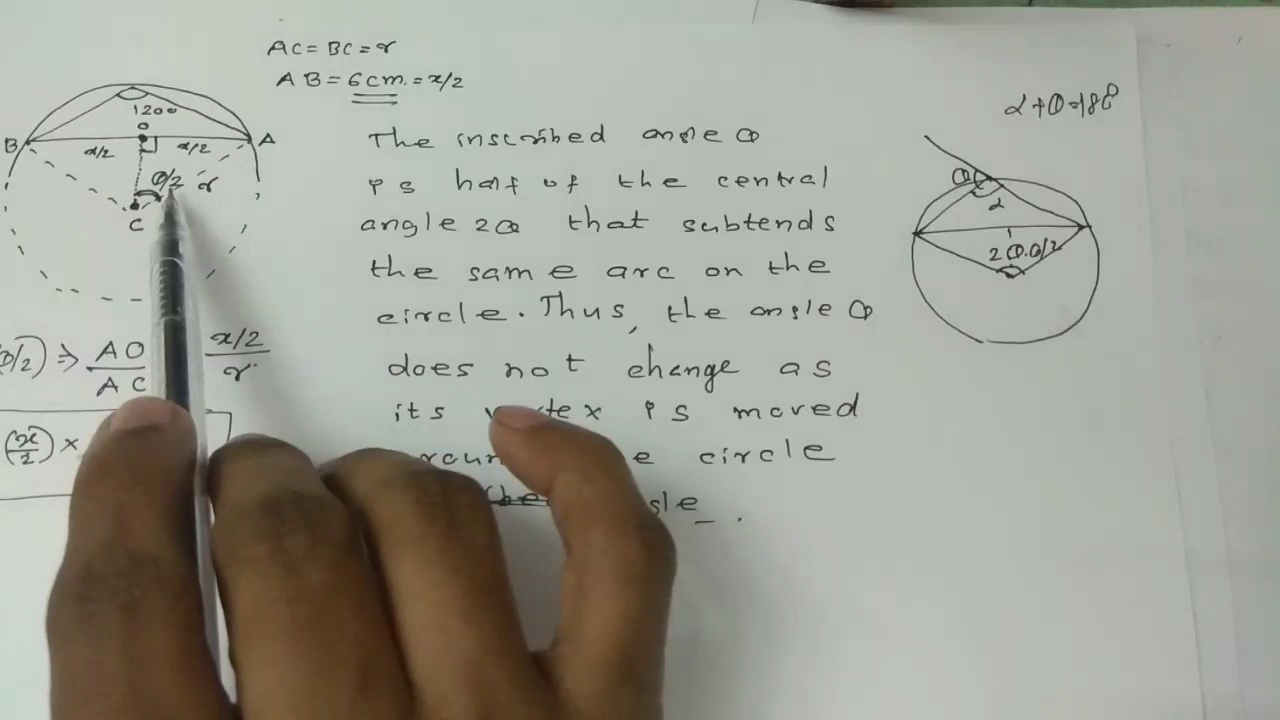 AC = BC = r
AB = 6cm. = x/2
The inscribed angle θ
is half of the central
angle 2θ that subtends
the same arc on the
circle. Thus, the angle θ
does not change as
its vertex is moved
circle
120°
O
B
A
x/2
x/2
θ/2
r
C
θ/2) ⇒ AO
AC
x/2
r
(x/2) ×
α + θ = 180
θ
α
2θ
θ/2